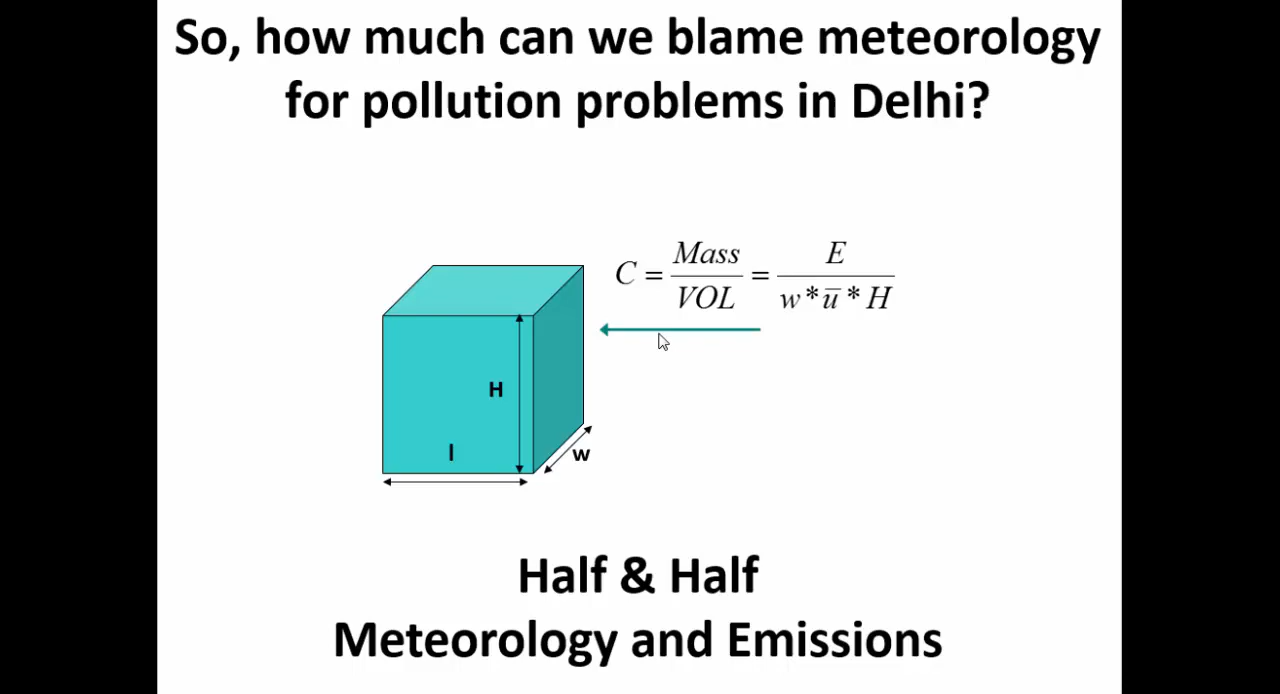 So, how much can we blame meteorology
for pollution problems in Delhi?
C = Mass / VOL = E / w * u̅ * H
H
l
w
Half & Half
Meteorology and Emissions